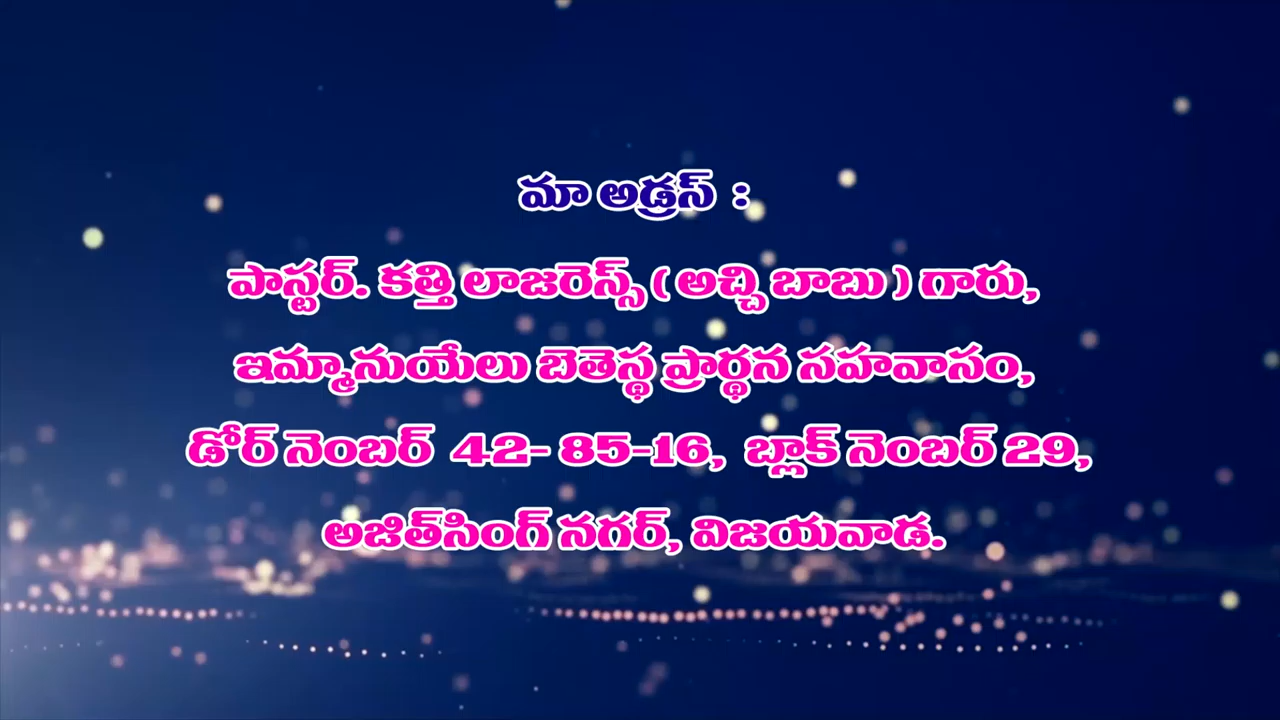 మా అడ్రస్ :
పాస్టర్. కత్తి లాజరెన్స్ ( అచ్చి బాబు ) గారు,
ఇమ్మానుయేలు బెతెస్థ ప్రార్థన సహవాసం,
డోర్ నెంబర్ 42- 85-16, బ్లాక్ నెంబర్ 29,
అజిత్‌సింగ్ నగర్, విజయవాడ.